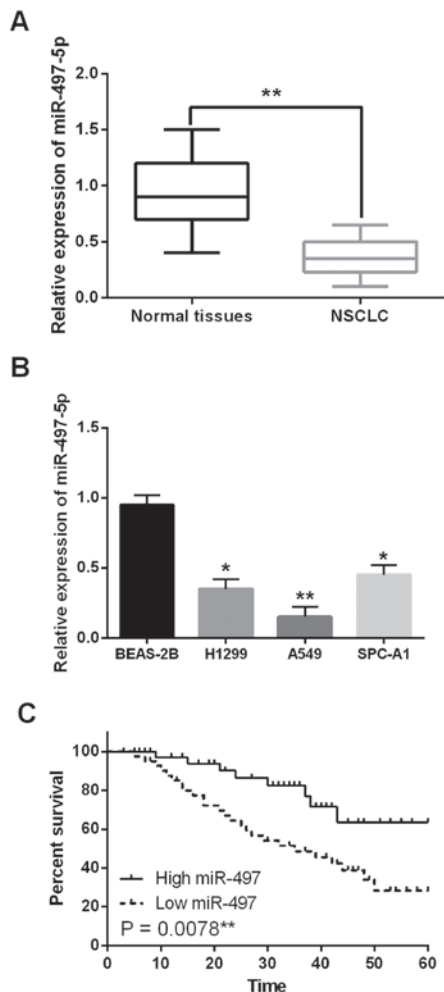 A
Relative expression of miR-497-5p
2.0
1.5
1.0
0.5
0.0
**
Normal tissues NSCLC
B
Relative expression of miR-497-5p
1.5
1.0
0.5
0.0
* ** *
BEAS-2B H1299 A549 SPC-A1
C
Percent survival
100
80
60
40
20
0
High miR-497
Low miR-497
P = 0.0078**
0 10 20 30 40 50 60
Time